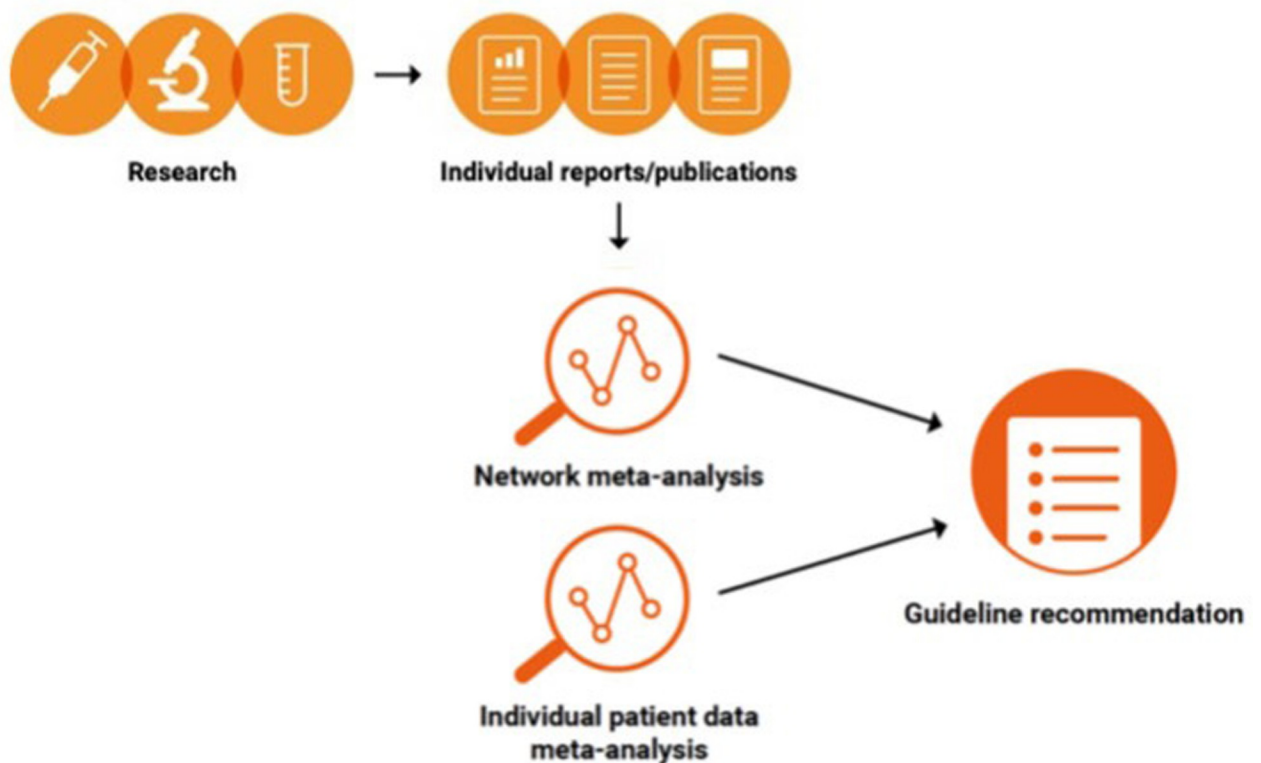 Research
Individual reports/publications
Network meta-analysis
Guideline recommendation
Individual patient data
meta-analysis